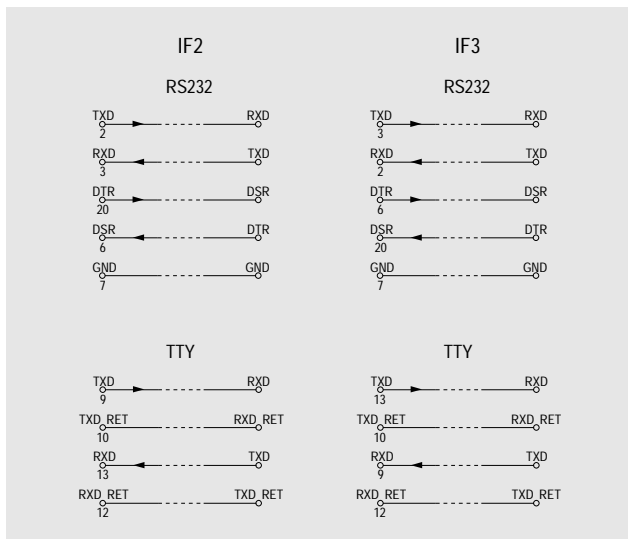 IF2
RS232
TXD RXD
2
RXD TXD
3
DTR DSR
20
DSR DTR
6
GND GND
7
TTY
TXD RXD
9
TXD_RET RXD_RET
10
RXD TXD
13
RXD_RET TXD_RET
12
IF3
RS232
TXD RXD
3
RXD TXD
2
DTR DSR
6
DSR DTR
20
GND GND
7
TTY
TXD RXD
13
TXD_RET RXD_RET
10
RXD TXD
9
RXD_RET TXD_RET
12